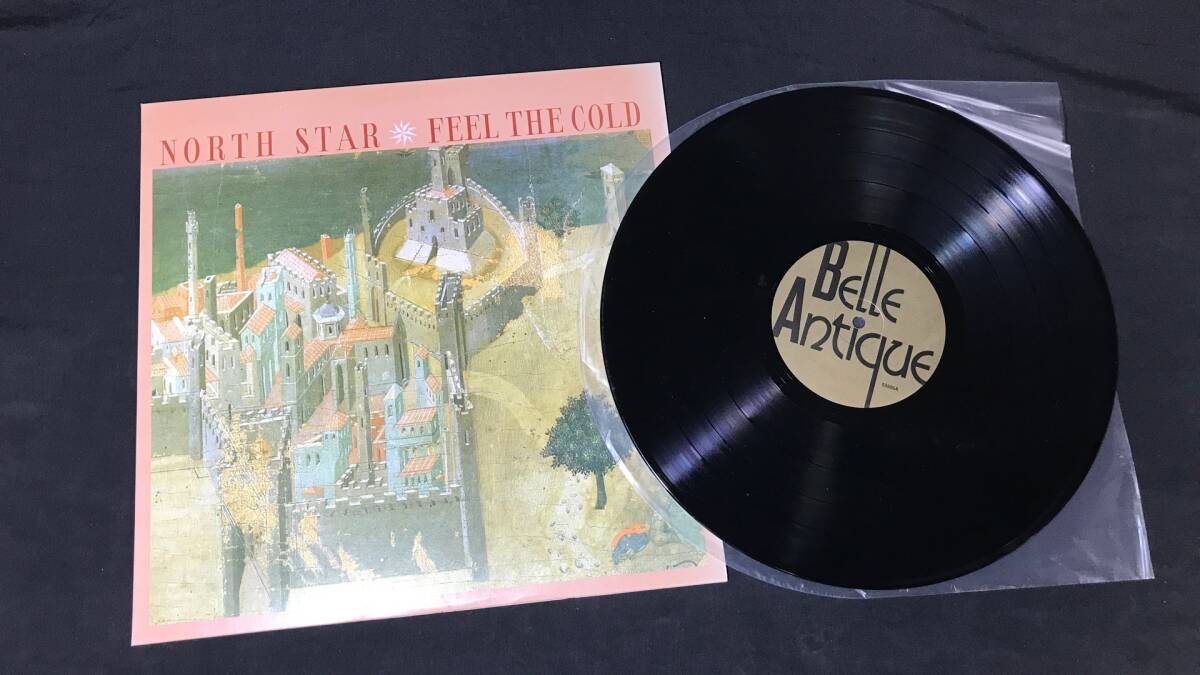 NORTH STAR FEEL THE COLD
Belle
Antique